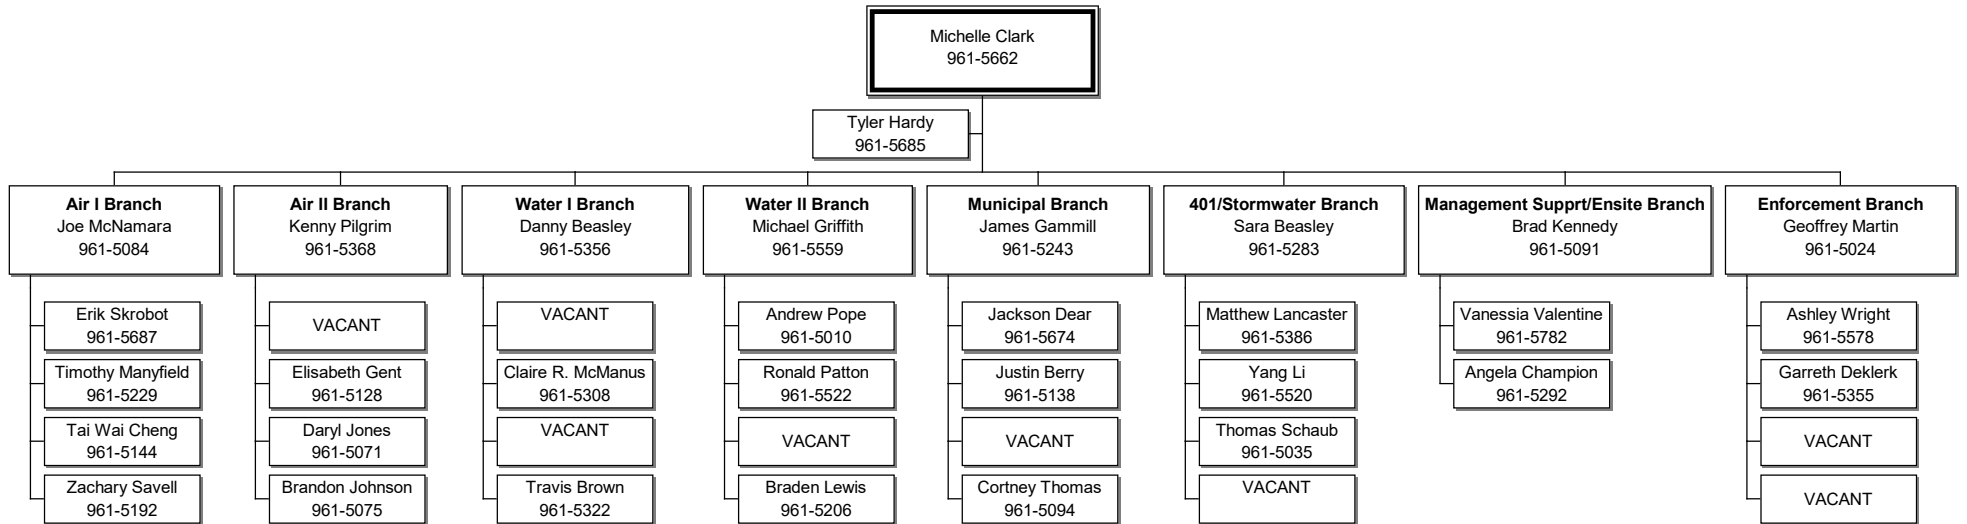 Michelle Clark
961-5662
Tyler Hardy
961-5685
Air I Branch
Joe McNamara
961-5084
Erik Skrobot
961-5687
Timothy Manyfield
961-5229
Tai Wai Cheng
961-5144
Zachary Savell
961-5192
Air II Branch
Kenny Pilgrim
961-5368
VACANT
Elisabeth Gent
961-5128
Daryl Jones
961-5071
Brandon Johnson
961-5075
Water I Branch
Danny Beasley
961-5356
VACANT
Claire R. McManus
961-5308
VACANT
Travis Brown
961-5322
Water II Branch
Michael Griffith
961-5559
Andrew Pope
961-5010
Ronald Patton
961-5522
VACANT
Braden Lewis
961-5206
Municipal Branch
James Gammill
961-5243
Jackson Dear
961-5674
Justin Berry
961-5138
VACANT
Cortney Thomas
961-5094
401/Stormwater Branch
Sara Beasley
961-5283
Matthew Lancaster
961-5386
Yang Li
961-5520
Thomas Schaub
961-5035
VACANT
Management Supprt/Ensite Branch
Brad Kennedy
961-5091
Vanessia Valentine
961-5782
Angela Champion
961-5292
Enforcement Branch
Geoffrey Martin
961-5024
Ashley Wright
961-5578
Garreth Deklerk
961-5355
VACANT
VACANT